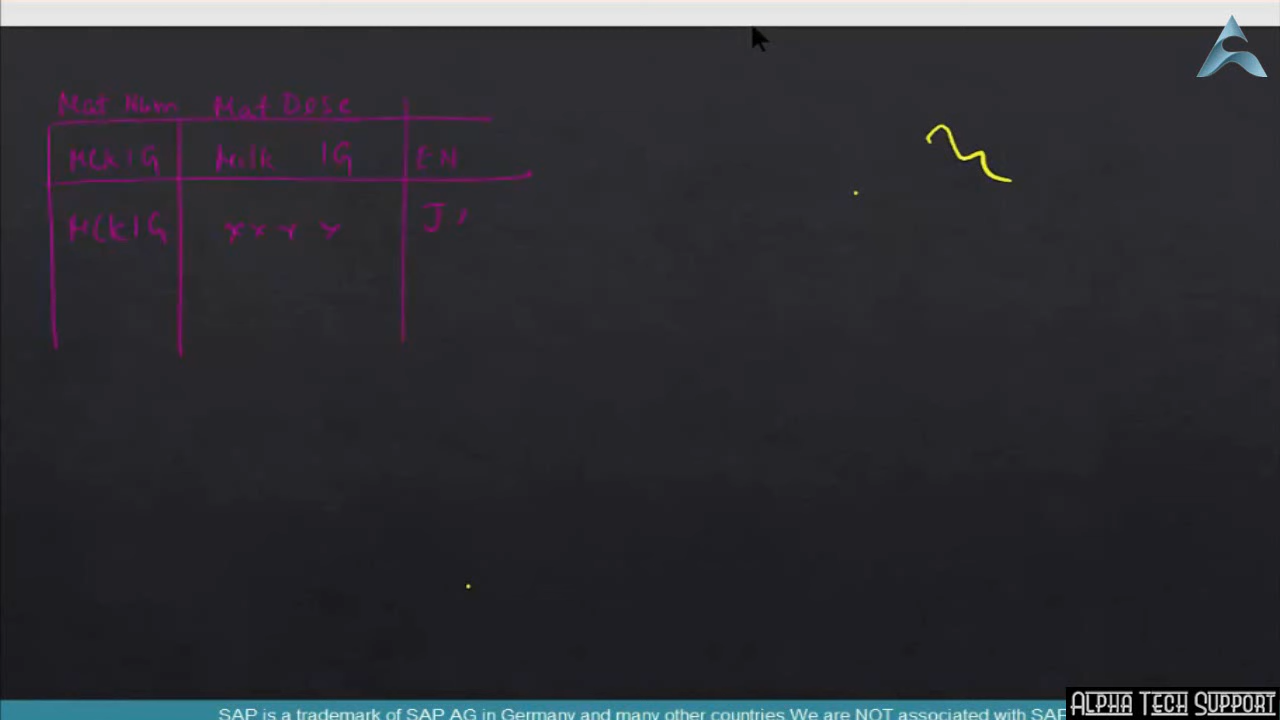 Mat Num Mat Dosc
MCK1G Milk 1G EN
MCK1G xxxx J
SAP is a trademark of SAP AG in Germany and many other countries We are NOT associated with SAP
ALPHA TECH SUPPORT